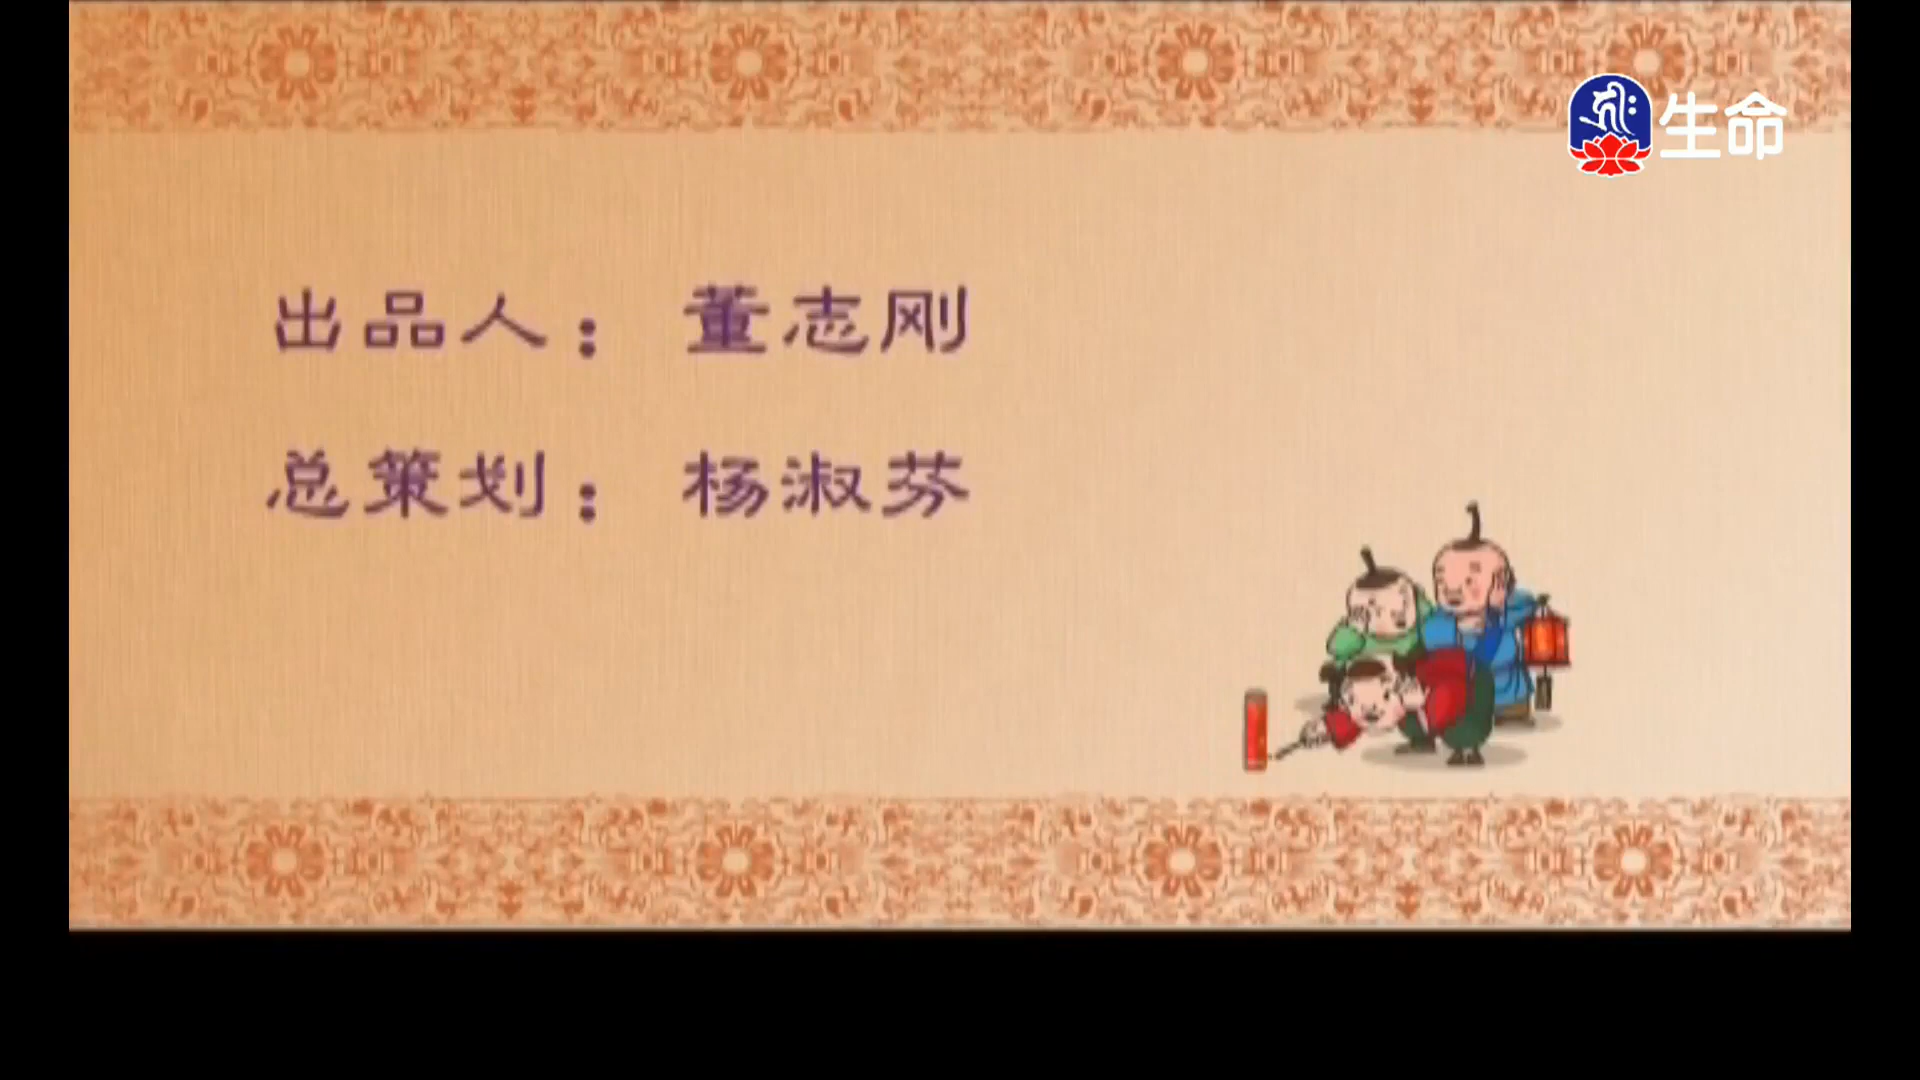 生命
出品人： 董志刚
总策划： 杨淑芬